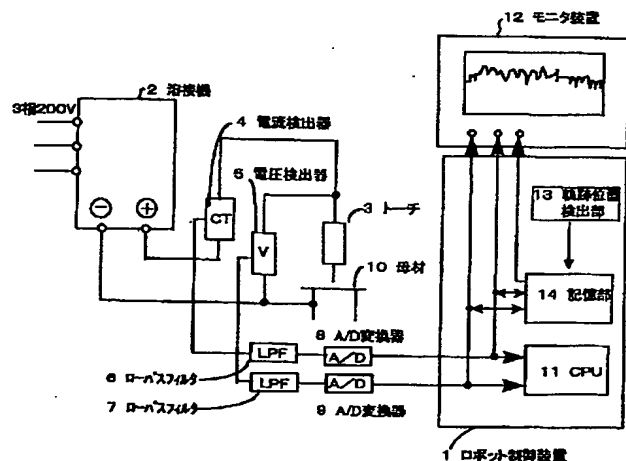 12 モニタ装置
2 溶接機
3相200V
4 電流検出器
5 電圧検出器
3 トーチ
⊖ ⊕
CT
V
13 軌跡位置
検出部
10 母材
14 記憶部
8 A/D変換器
LPF A/D
11 CPU
6 ローパスフィルタ
LPF A/D
7 ローパスフィルタ
9 A/D変換器
1 ロボット制御装置